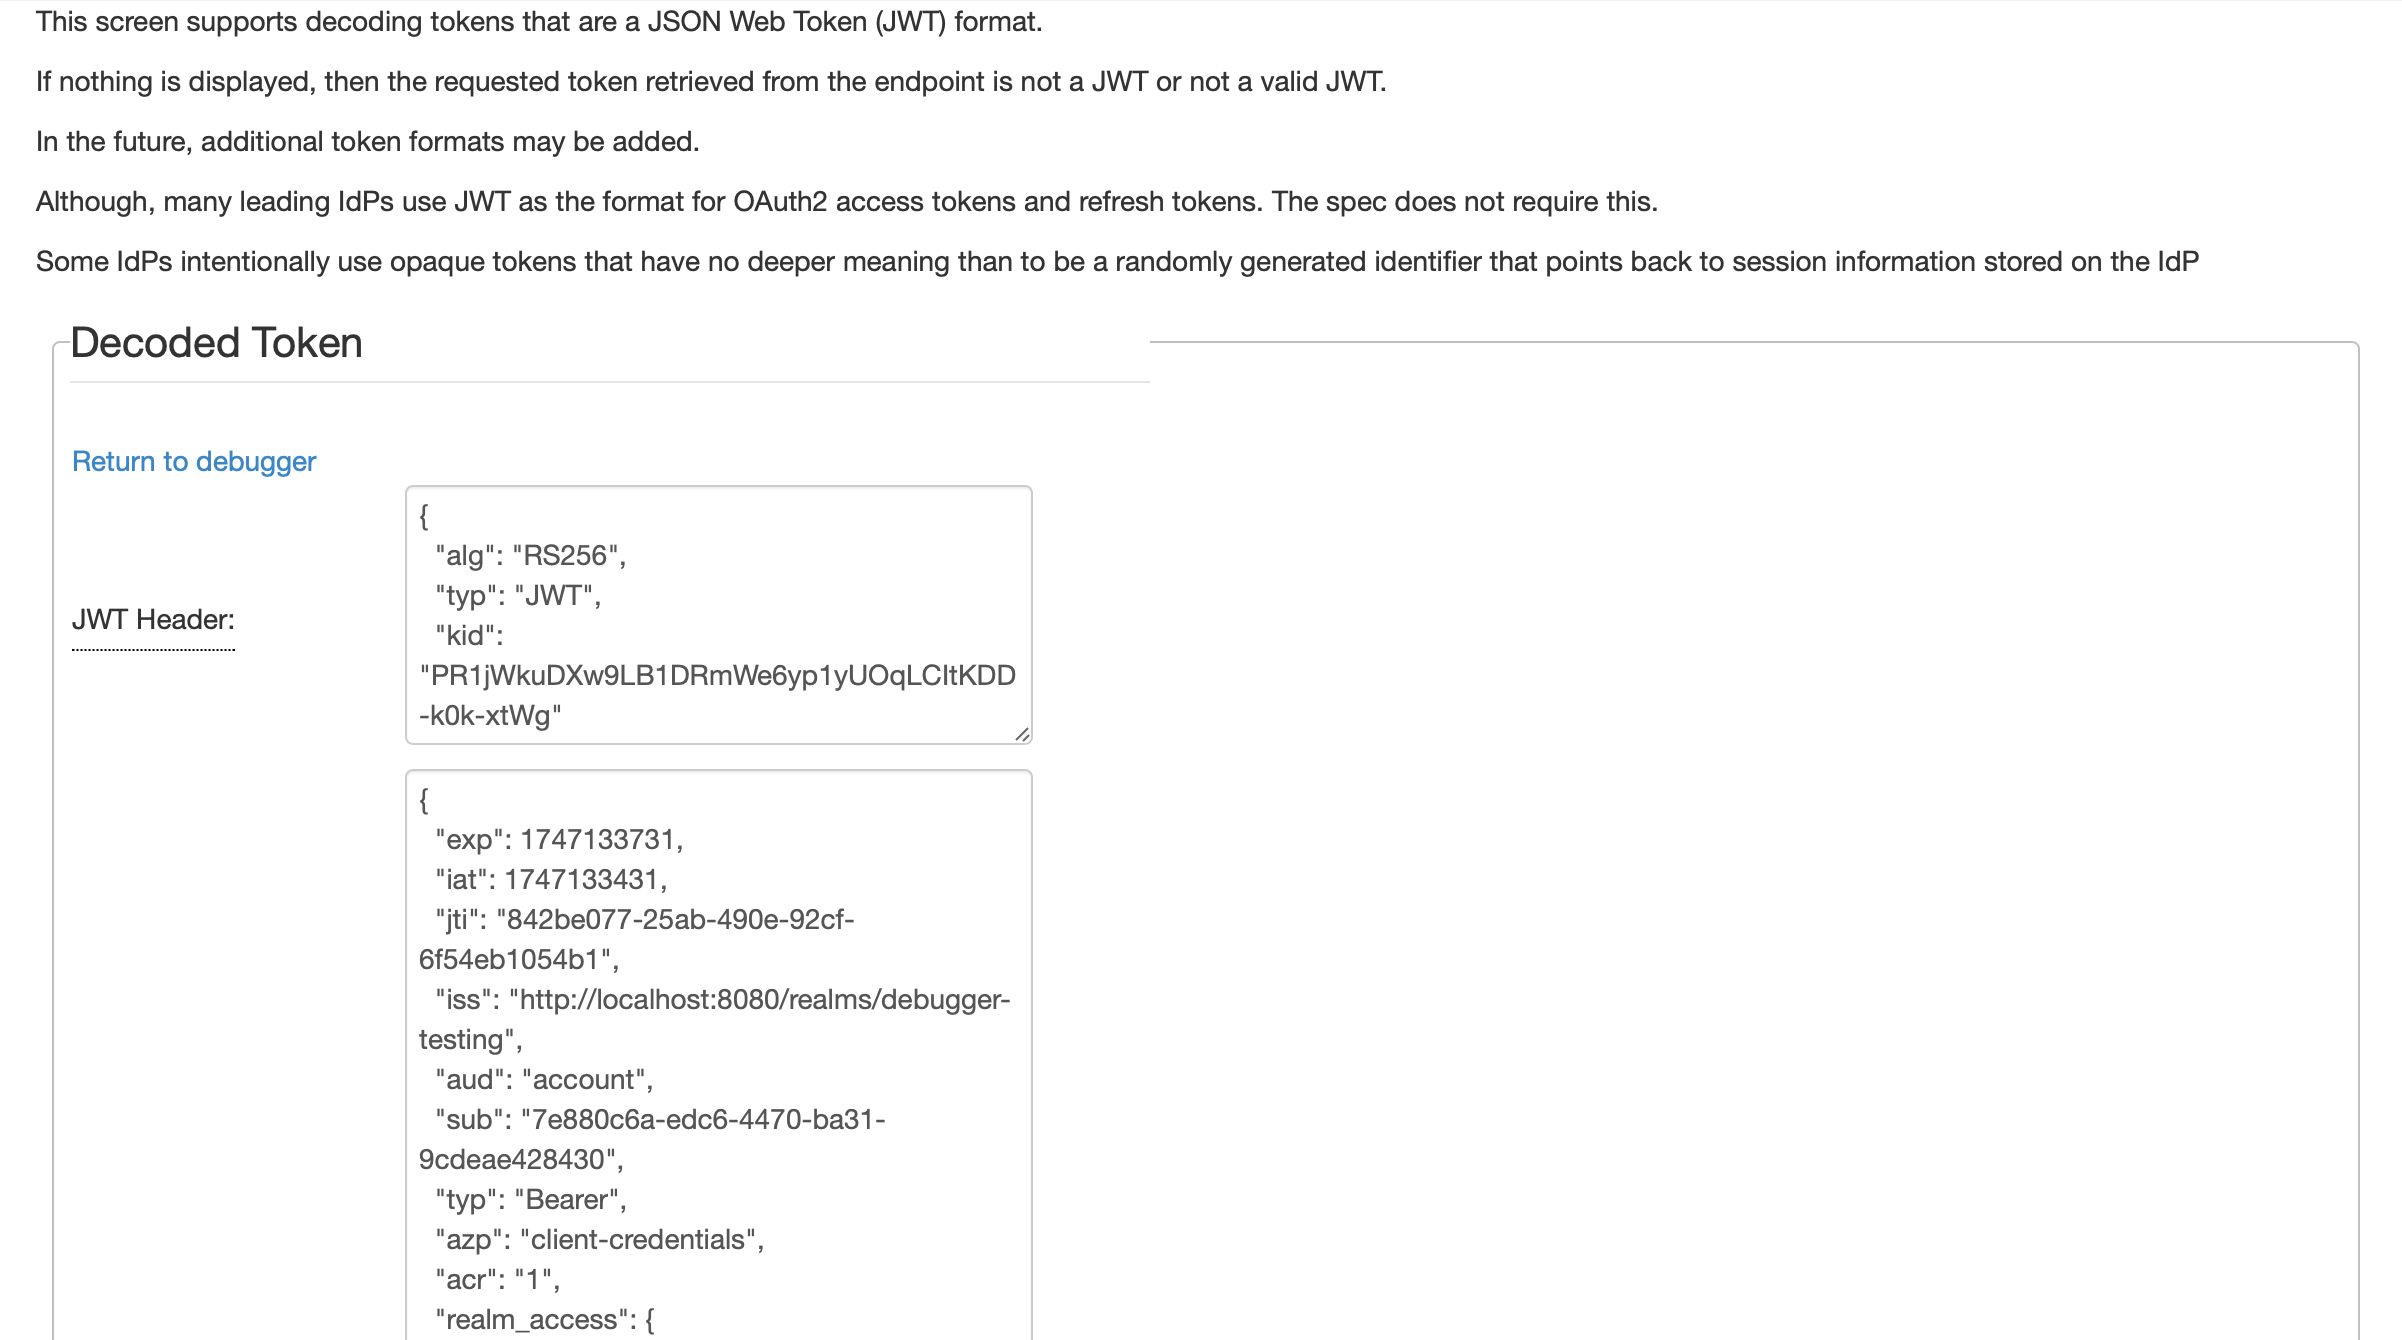 This screen supports decoding tokens that are a JSON Web Token (JWT) format.
If nothing is displayed, then the requested token retrieved from the endpoint is not a JWT or not a valid JWT.
In the future, additional token formats may be added.
Although, many leading IdPs use JWT as the format for OAuth2 access tokens and refresh tokens. The spec does not require this.
Some IdPs intentionally use opaque tokens that have no deeper meaning than to be a randomly generated identifier that points back to session information stored on the IdP
Decoded Token
Return to debugger
JWT Header:
{
"alg": "RS256",
"typ": "JWT",
"kid":
"PR1jWkuDXw9LB1DRmWe6yp1yUOqLCItKDD
-k0k-xtWg"
{
"exp": 1747133731,
"iat": 1747133431,
"jti": "842be077-25ab-490e-92cf-
6f54eb1054b1",
"iss": "http://localhost:8080/realms/debugger-
testing",
"aud": "account",
"sub": "7e880c6a-edc6-4470-ba31-
9cdeae428430",
"typ": "Bearer",
"azp": "client-credentials",
"acr": "1",
"realm_access": {